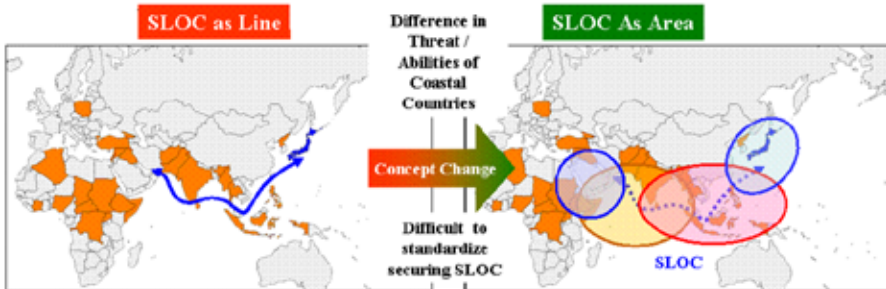 SLOC as Line
Difference in
Threat /
Abilities of
Coastal
Countries
SLOC As Area
Concept Change
Difficult to
standardize
securing SLOC
SLOC